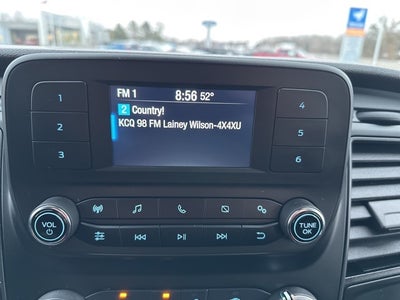 FM 1
8:56 52°
2 Country!
KCQ 98 FM Lainey Wilson-4X4XU
1
4
2
5
3
6
VOL
TUNE
OK